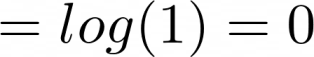 = log(1) = 0